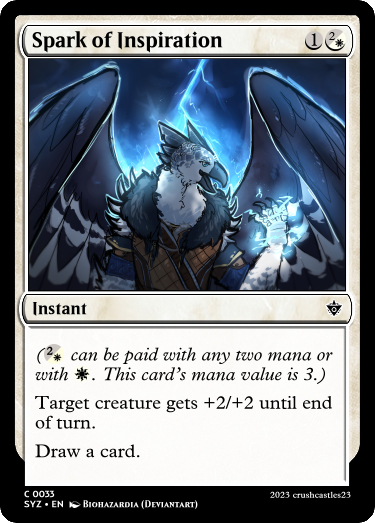 Spark of Inspiration 1 2
Instant
(2 can be paid with any two mana or
with . This card's mana value is 3.)
Target creature gets +2/+2 until end
of turn.
Draw a card.
C 0033
SYZ • EN Biohazardia (Deviantart)
2023 crushcastles23